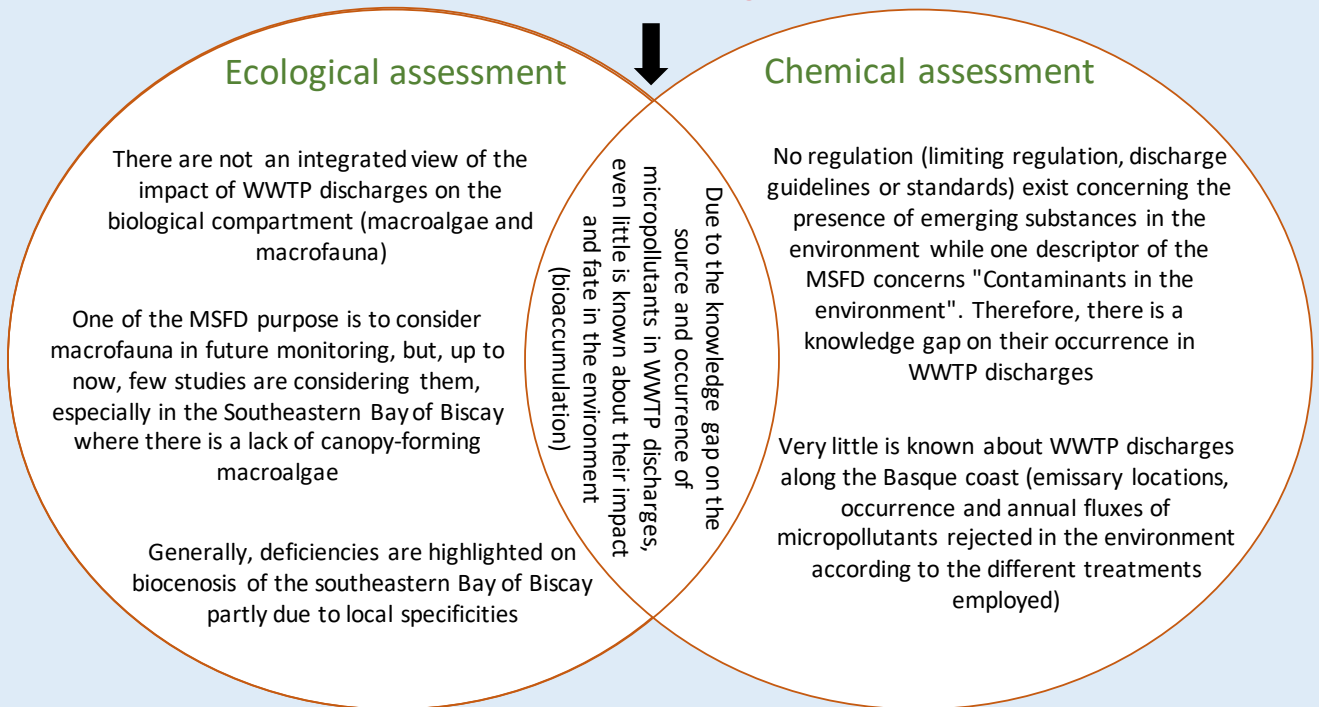 Ecological assessment
There are not an integrated view of the
impact of WWTP discharges on the
biological compartment (macroalgae and
macrofauna)
One of the MSFD purpose is to consider
macrofauna in future monitoring, but, up to
now, few studies are considering them,
especially in the Southeastern Bay of Biscay
where there is a lack of canopy-forming
macroalgae
Generally, deficiencies are highlighted on
biocenosis of the southeastern Bay of Biscay
partly due to local specificities
Due to the knowledge gap on the
source and occurrence of
micropollutants in WWTP discharges,
even little is known about their impact
and fate in the environment
(bioaccumulation)
Chemical assessment
No regulation (limiting regulation, discharge
guidelines or standards) exist concerning the
presence of emerging substances in the
environment while one descriptor of the
MSFD concerns "Contaminants in the
environment". Therefore, there is a
knowledge gap on their occurrence in
WWTP discharges
Very little is known about WWTP discharges
along the Basque coast (emissary locations,
occurrence and annual fluxes of
micropollutants rejected in the environment
according to the different treatments
employed)